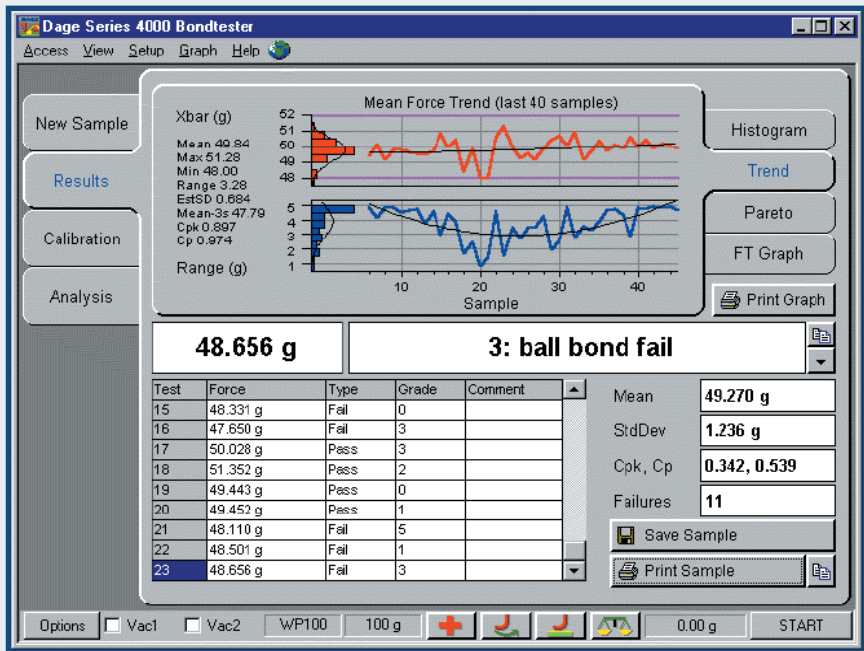 Dage Series 4000 Bondtester
Access View Setup Graph Help
New Sample
Results
Calibration
Analysis
Mean Force Trend (last 40 samples)
Xbar (g)
Mean 49.84
Max 51.28
Min 48.00
Range 3.28
EstSD 0.684
Mean-3s 47.79
Cpk 0.897
Cp 0.974
Range (g)
52
51
50
49
48
5
4
3
2
1
10 20 30 40
Sample
Histogram
Trend
Pareto
FT Graph
Print Graph
48.656 g
3: ball bond fail
Test Force Type Grade Comment
15 48.331 g Fail 0
16 47.650 g Fail 3
17 50.028 g Pass 3
18 51.352 g Pass 2
19 49.443 g Pass 0
20 49.452 g Pass 1
21 48.110 g Fail 5
22 48.501 g Fail 1
23 48.656 g Fail 3
Mean 49.270 g
StdDev 1.236 g
Cpk, Cp 0.342, 0.539
Failures 11
Save Sample
Print Sample
Options Vac1 Vac2 WP100 100 g 0.00 g START